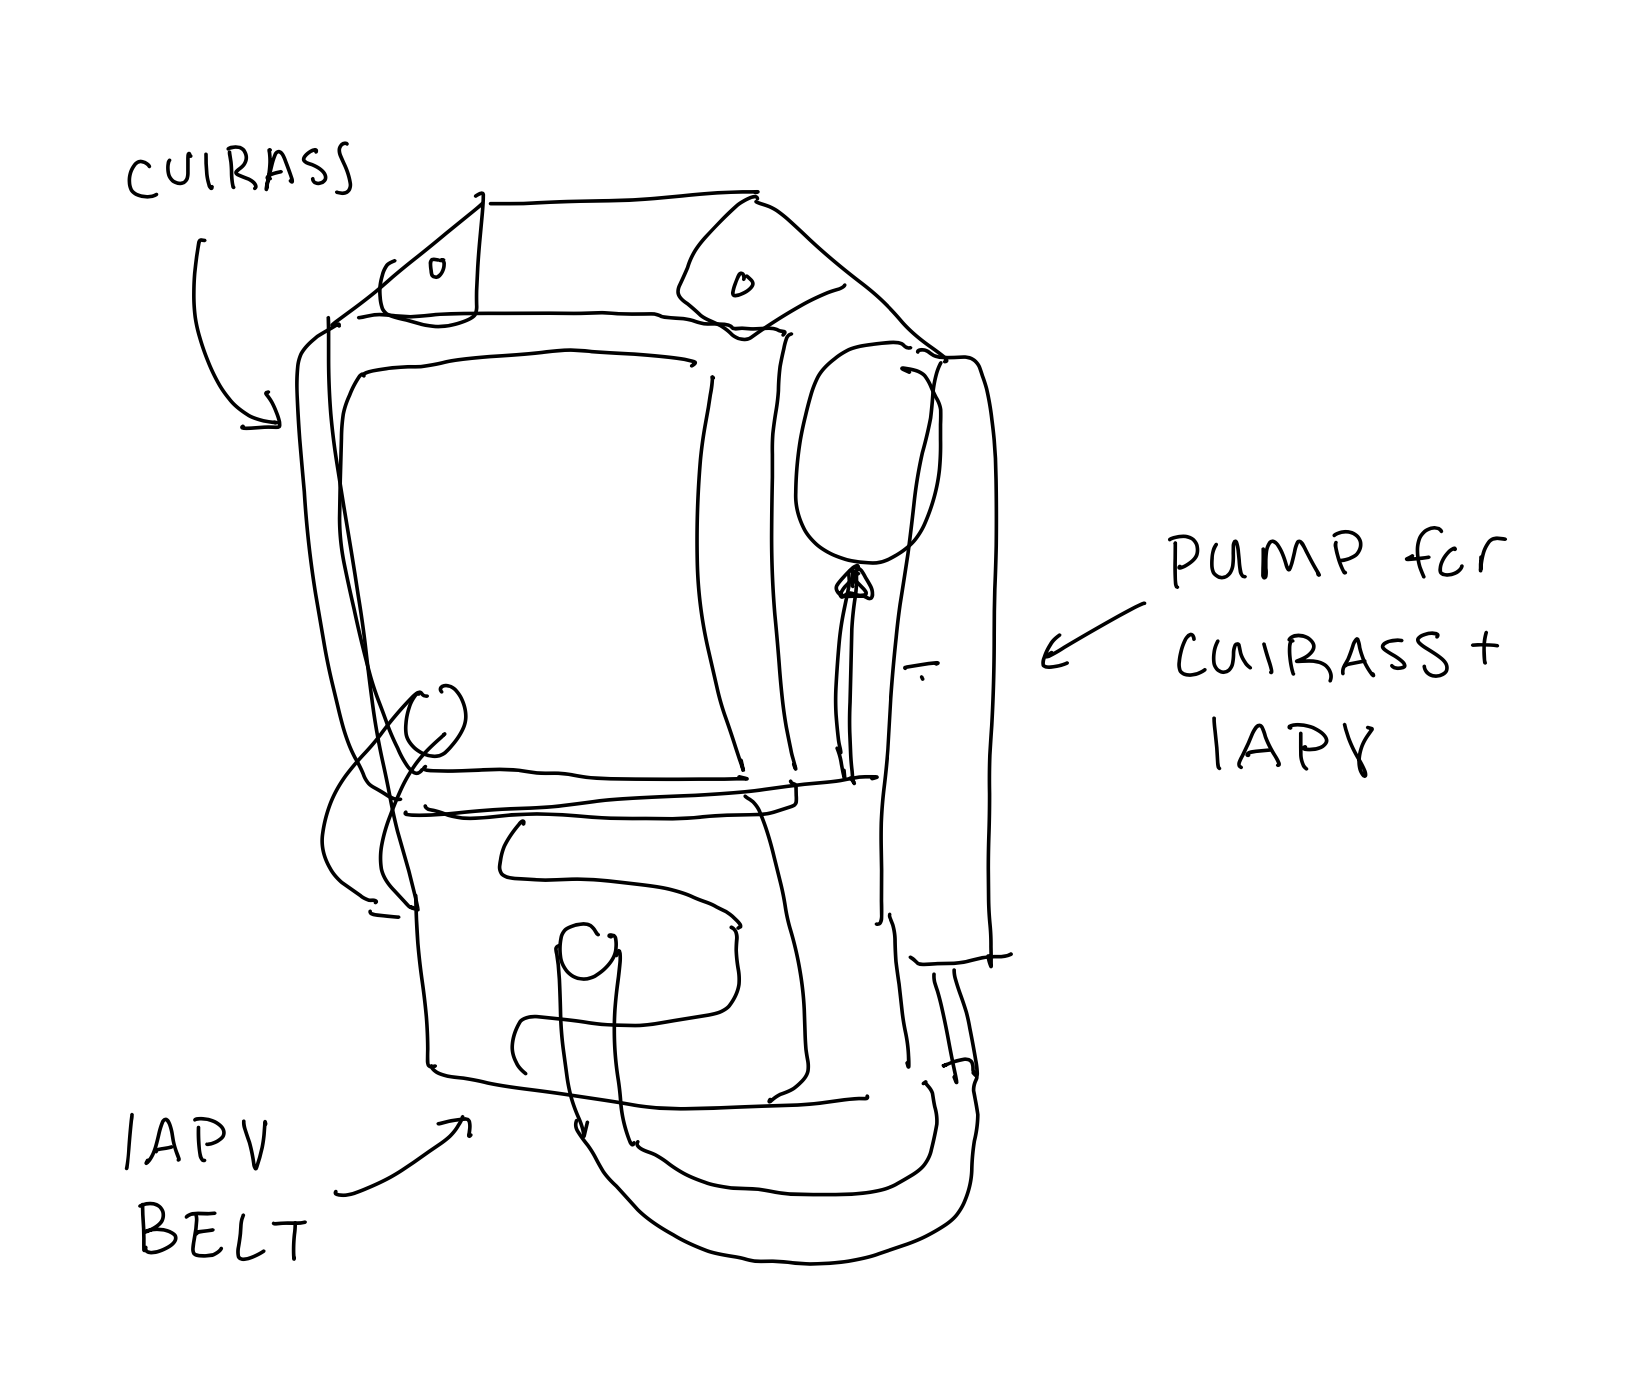 CUIRASS
PUMP for
CUIRASS +
IAPV
IAPV
BELT